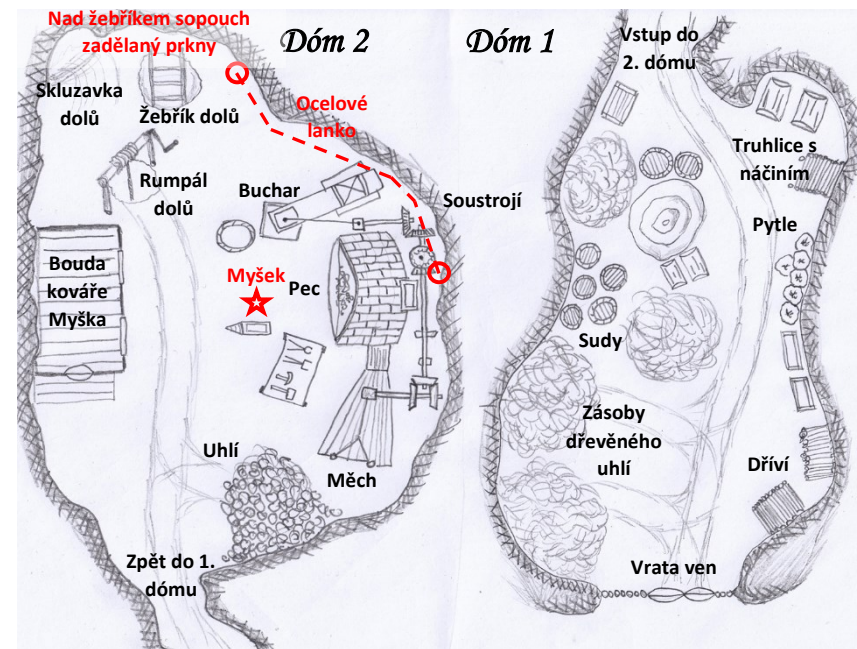 Nad žebříkem sopouch
zadělaný prkny
Dóm 2
Skluzavka
dolů
Žebřík dolů
Ocelové
lanko
Rumpál
dolů
Buchar
Soustrojí
Bouda
kováře
Myška
Myšek
Pec
Uhlí
Měch
Zpět do 1.
dómu
Dóm 1
Vstup do
2. dómu
Truhlice s
náčiním
Pytle
Sudy
Zásoby
dřevěného
uhlí
Dříví
Vrata ven